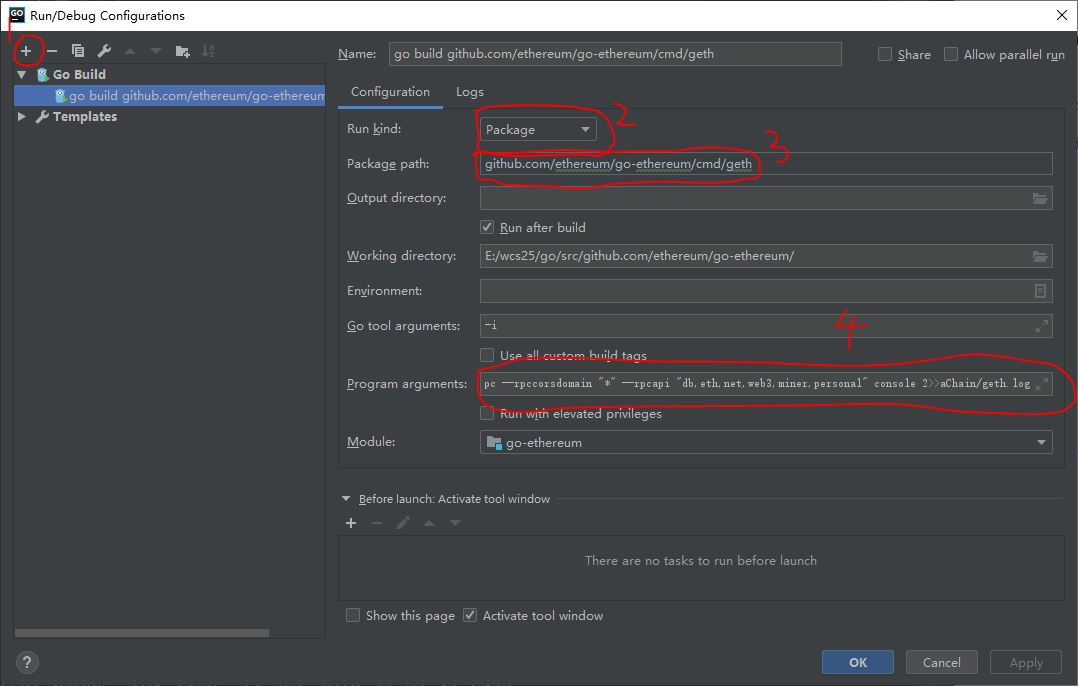 GO Run/Debug Configurations
1
Name: go build github.com/ethereum/go-ethereum/cmd/geth Share Allow parallel run
Go Build
go build github.com/ethereum/go-ethereum
Templates
Configuration Logs
Run kind: Package 2
Package path: github.com/ethereum/go-ethereum/cmd/geth 3
Output directory:
Run after build
Working directory: E:/wcs25/go/src/github.com/ethereum/go-ethereum/
Environment:
Go tool arguments: -i 4
Use all custom build tags
Program arguments: pc --rpccorsdomain "*" --rpcapi "db,eth,net,web3,miner,personal" console 2>>aChain/geth.log
Run with elevated privileges
Module: go-ethereum
Before launch: Activate tool window
There are no tasks to run before launch
Show this page Activate tool window
? OK Cancel Apply